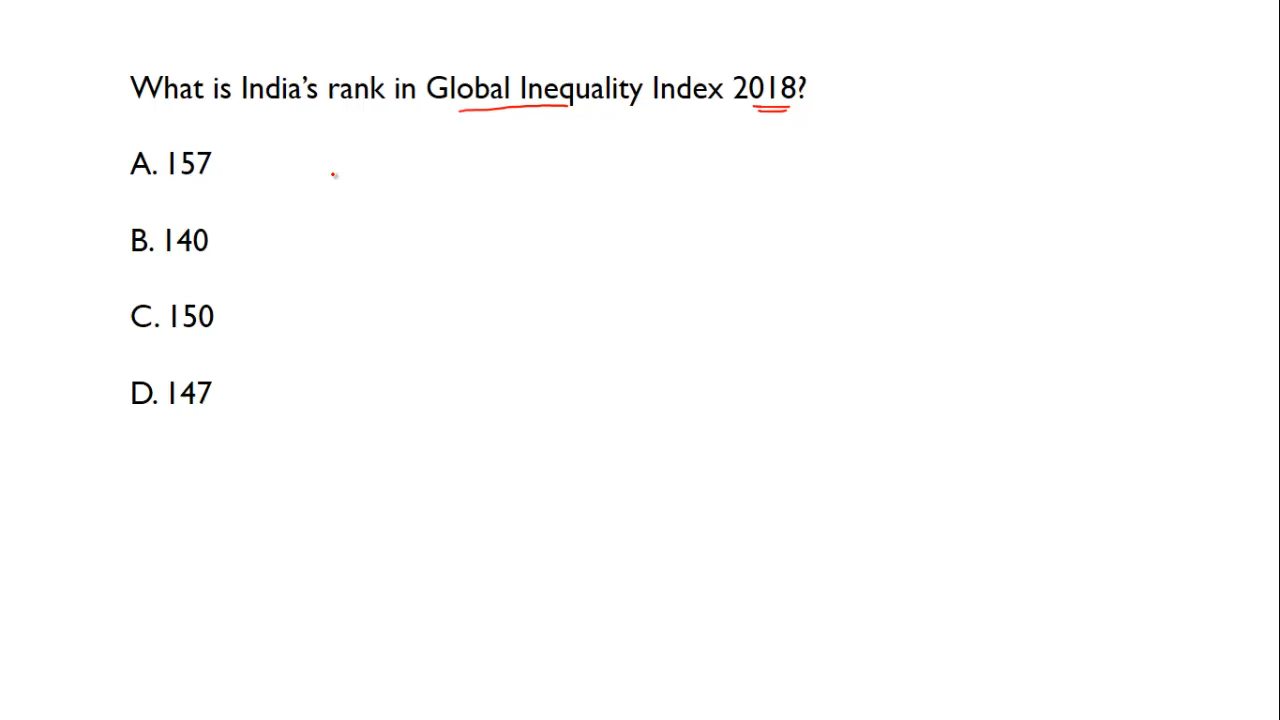 What is India’s rank in Global Inequality Index 2018?
A. 157
B. 140
C. 150
D. 147